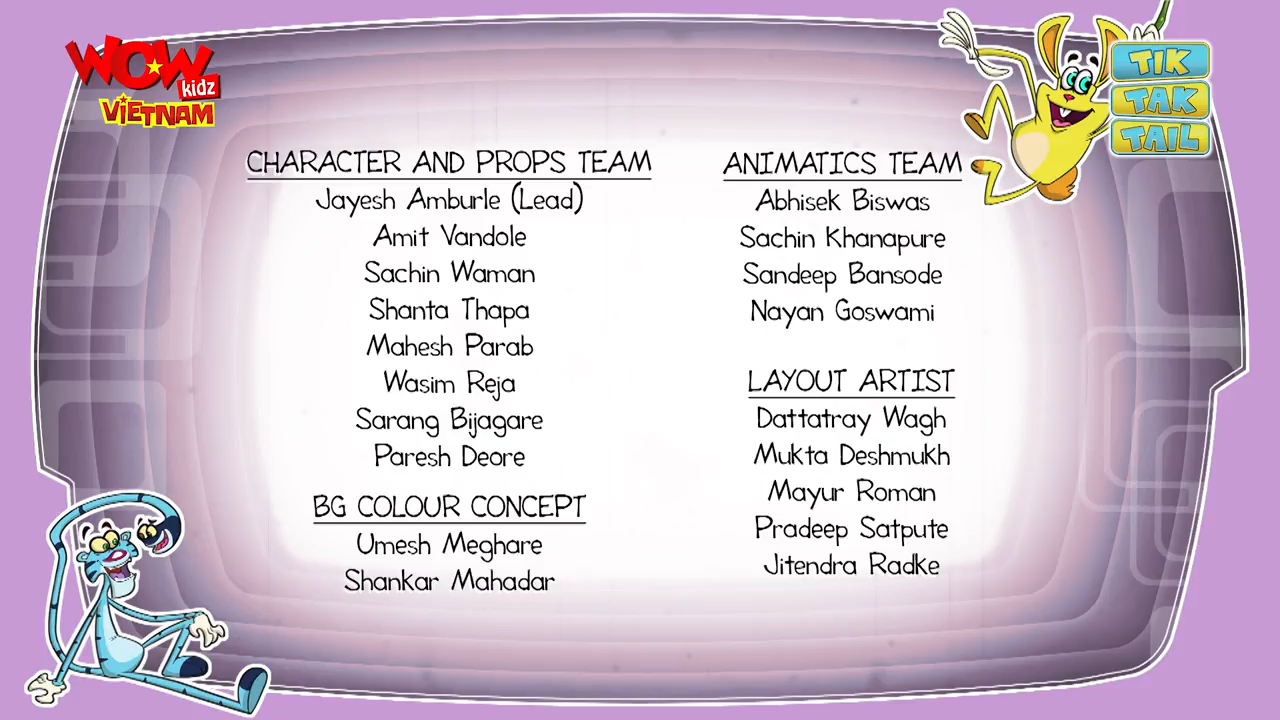 WOW
kidz
VIETNAM
TIK
TAK
TAIL
CHARACTER AND PROPS TEAM
Jayesh Amburle (Lead)
Amit Vandole
Sachin Waman
Shanta Thapa
Mahesh Parab
Wasim Reja
Sarang Bijagare
Paresh Deore
BG COLOUR CONCEPT
Umesh Meghare
Shankar Mahadar
ANIMATICS TEAM
Abhisek Biswas
Sachin Khanapure
Sandeep Bansode
Nayan Goswami
LAYOUT ARTIST
Dattatray Wagh
Mukta Deshmukh
Mayur Roman
Pradeep Satpute
Jitendra Radke